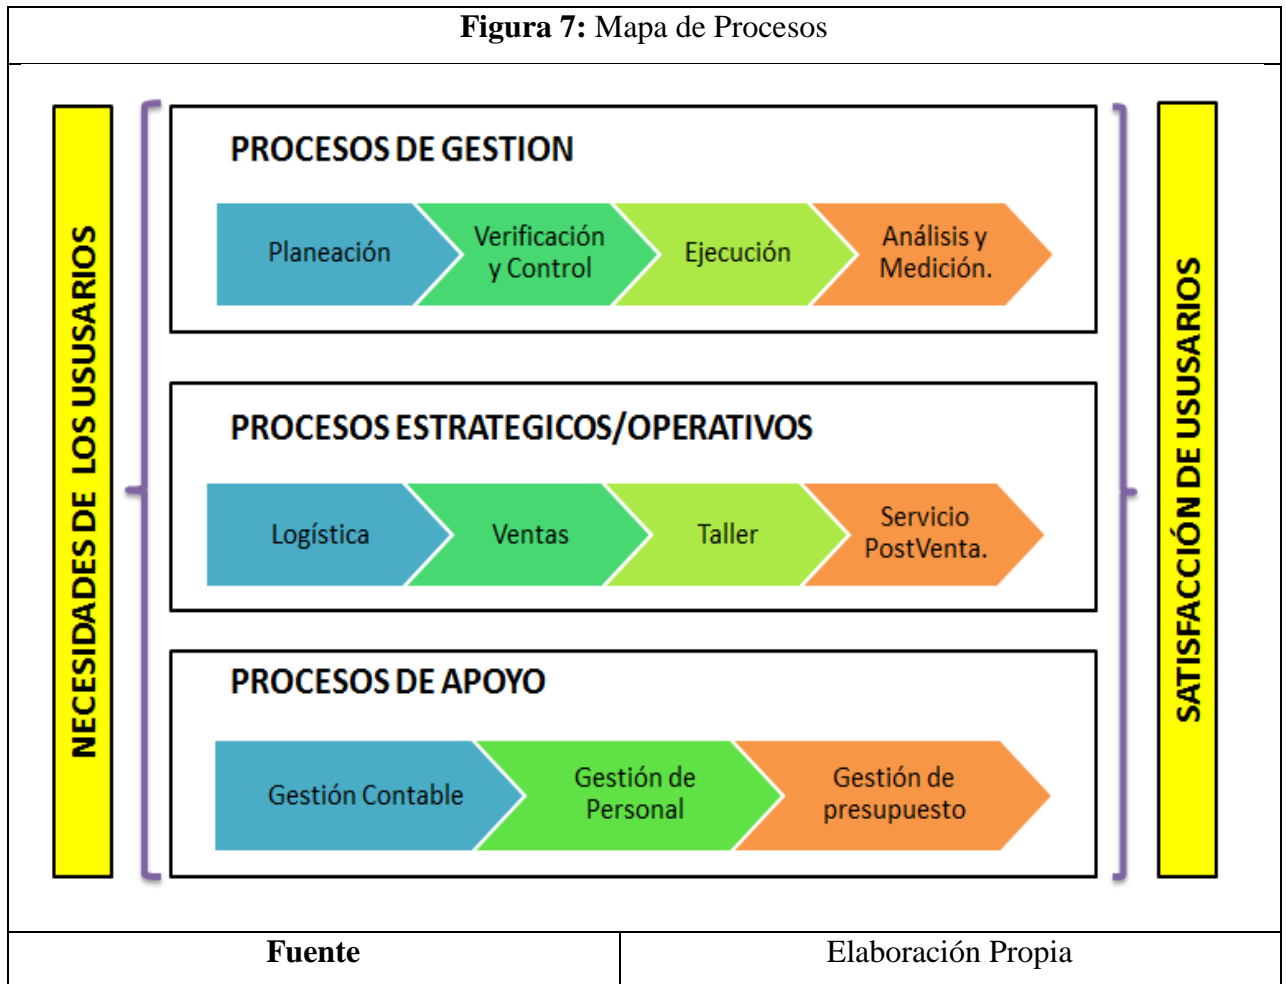 Figura 7: Mapa de Procesos
NECESIDADES DE LOS USUSARIOS
PROCESOS DE GESTION
Planeación
Verificación
y Control
Ejecución
Análisis y
Medición.
PROCESOS ESTRATEGICOS/OPERATIVOS
Logística
Ventas
Taller
Servicio
PostVenta.
PROCESOS DE APOYO
Gestión Contable
Gestión de
Personal
Gestión de
presupuesto
SATISFACCIÓN DE USUSARIOS
Fuente
Elaboración Propia